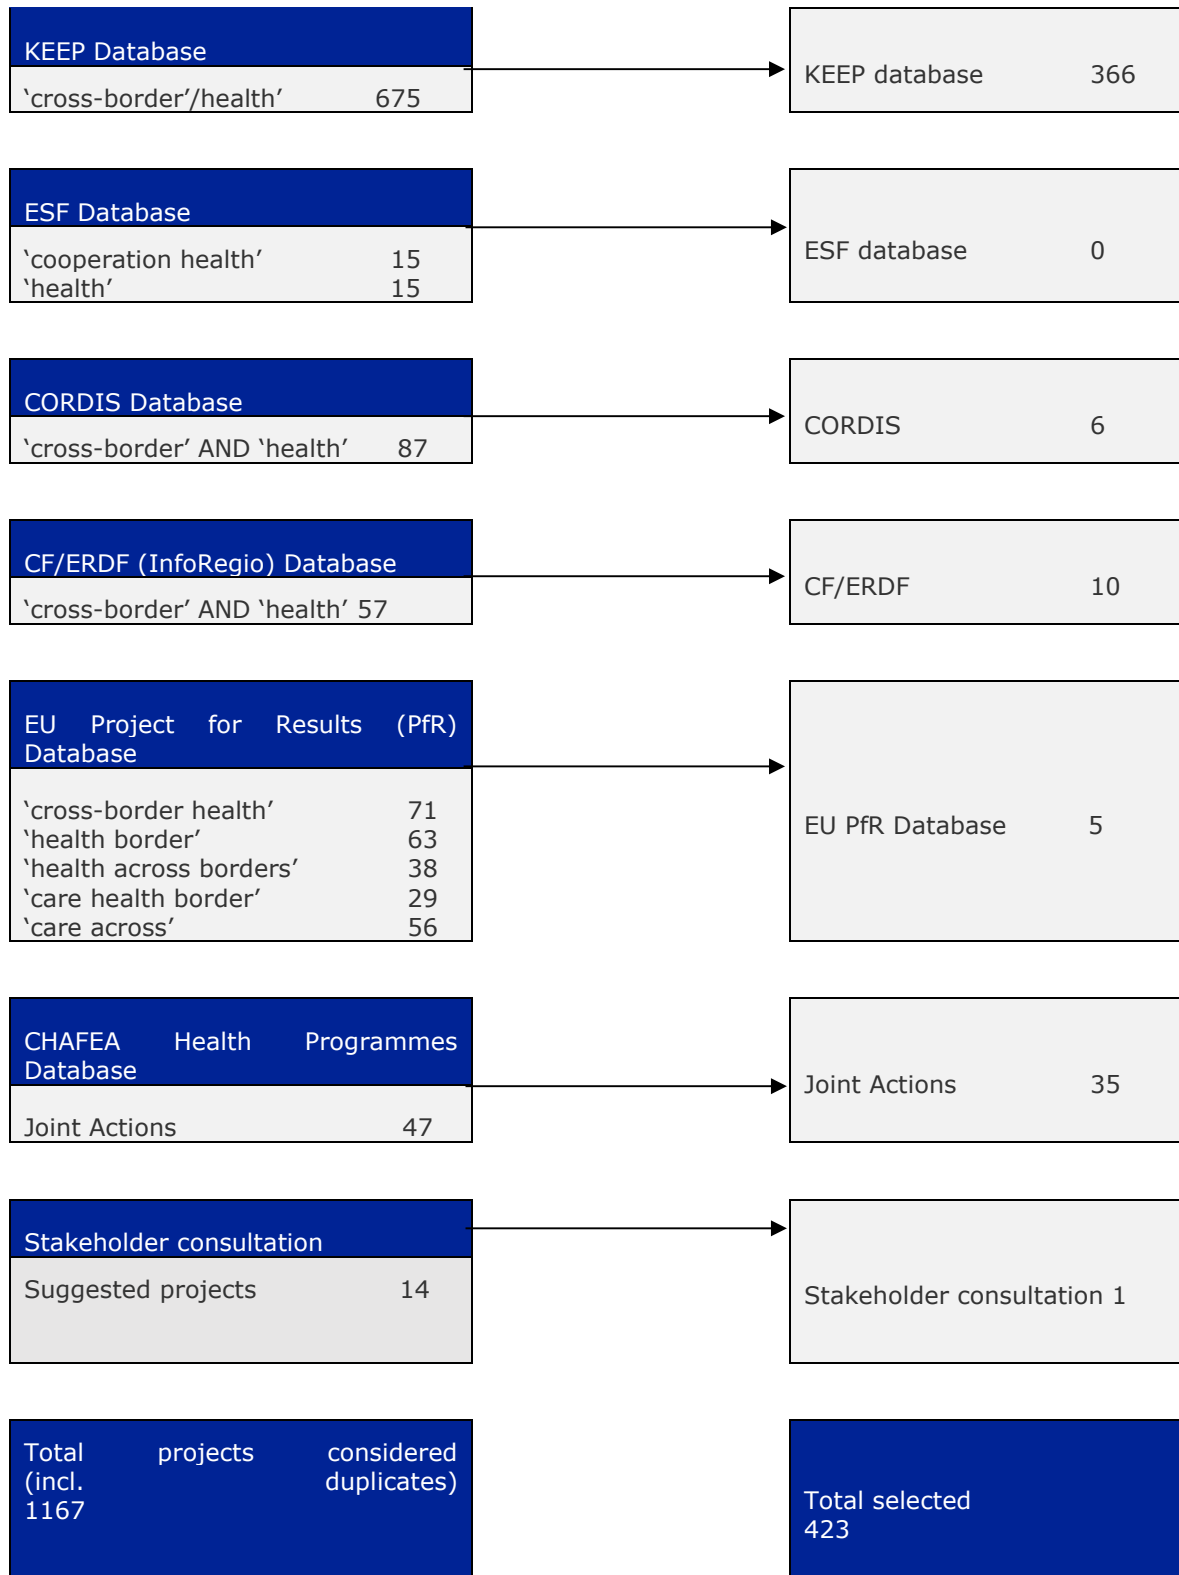 KEEP Database
‘cross-border’/health’ 675
KEEP database 366
ESF Database
‘cooperation health’ 15
‘health’ 15
ESF database 0
CORDIS Database
‘cross-border’ AND ‘health’ 87
CORDIS 6
CF/ERDF (InfoRegio) Database
‘cross-border’ AND ‘health’ 57
CF/ERDF 10
EU Project for Results (PfR)
Database
‘cross-border health’ 71
‘health border’ 63
‘health across borders’ 38
‘care health border’ 29
‘care across’ 56
EU PfR Database 5
CHAFEA Health Programmes
Database
Joint Actions 47
Joint Actions 35
Stakeholder consultation
Suggested projects 14
Stakeholder consultation 1
Total projects considered
(incl. duplicates)
1167
Total selected
423